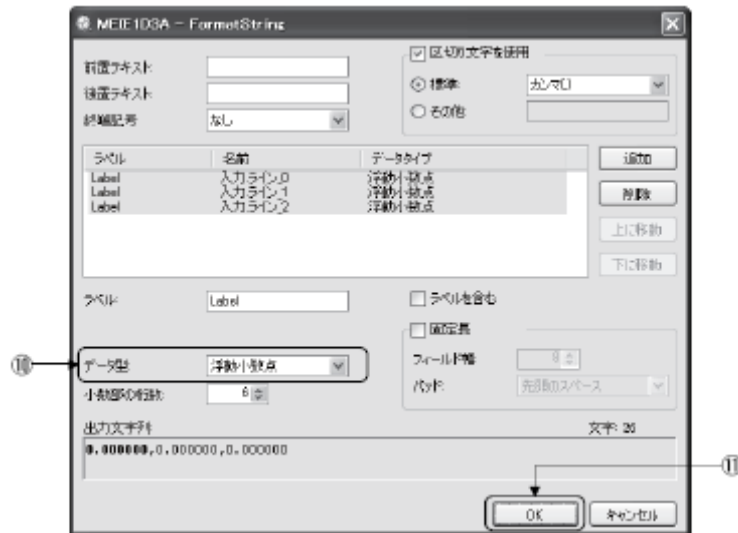 MEIE1D3A - FormatString
前置テキスト:
後置テキスト:
終端記号 なし
区切り文字を使用
標準: カンマ(,)
その他:
ラベル 名前 データタイプ
Label 入力ライン_0 浮動小数点
Label 入力ライン_1 浮動小数点
Label 入力ライン_2 浮動小数点
追加
削除
上に移動
下に移動
ラベル: Label
ラベルを含む
固定長
⑩ データ型: 浮動小数点
フィールド幅: 8
小数部の桁数: 6
パッド: 先頭のスペース
出力文字列 文字: 26
0.000000,0.000000,0.000000
⑪
OK キャンセル